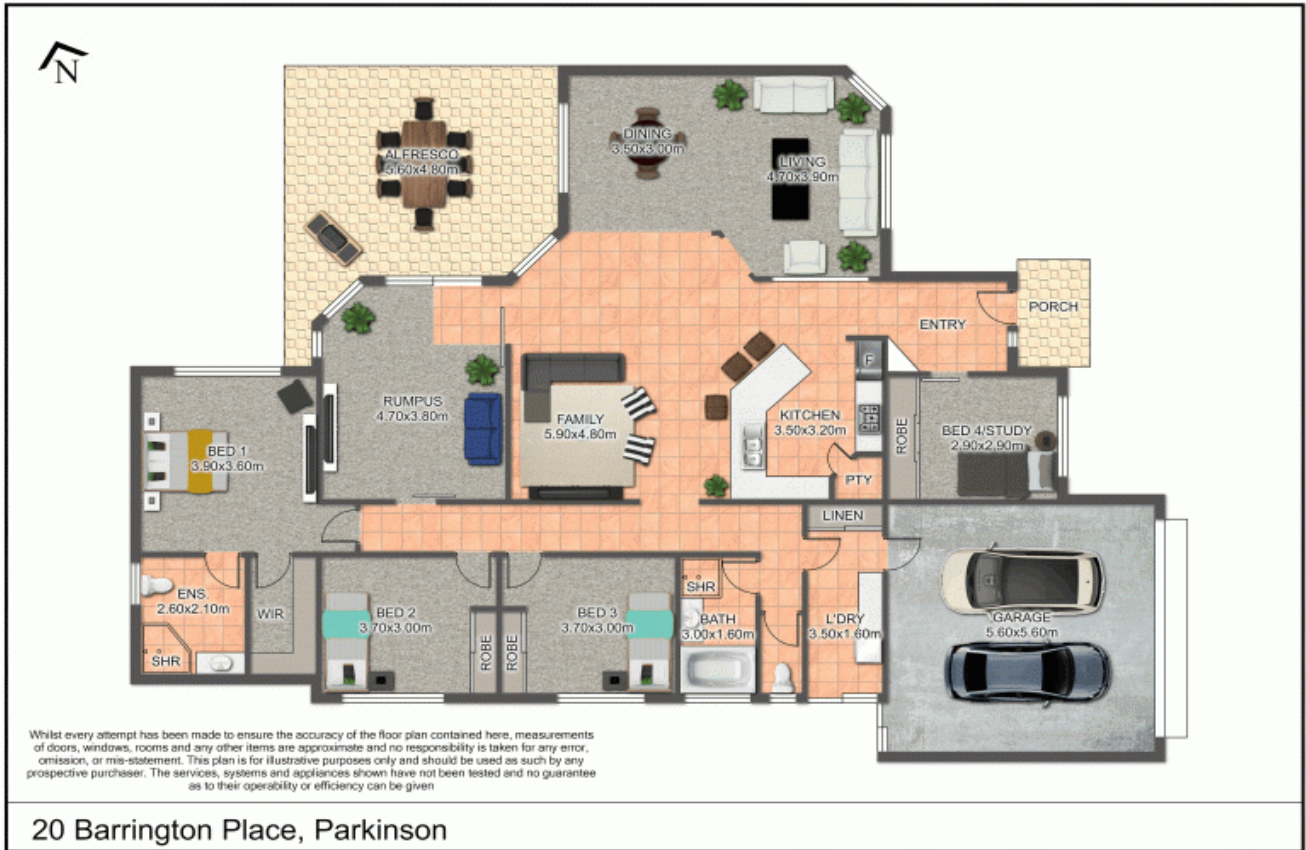 N
ALFRESCO
5.60x4.80m
DINING
3.50x3.00m
LIVING
4.70x3.90m
PORCH
ENTRY
RUMPUS
4.70x3.80m
FAMILY
5.90x4.80m
F
KITCHEN
3.50x3.20m
PTY
ROBE
BED 4/STUDY
2.90x2.90m
BED 1
3.90x3.60m
LINEN
ENS.
2.60x2.10m
SHR
WIR
BED 2
3.70x3.00m
ROBE
ROBE
BED 3
3.70x3.00m
SHR
BATH
3.00x1.60m
L'DRY
3.50x1.60m
GARAGE
5.60x5.60m
Whilst every attempt has been made to ensure the accuracy of the floor plan contained here, measurements
of doors, windows, rooms and any other items are approximate and no responsibility is taken for any error,
omission, or mis-statement. This plan is for illustrative purposes only and should be used as such by any
prospective purchaser. The services, systems and appliances shown have not been tested and no guarantee
as to their operability or efficiency can be given
20 Barrington Place, Parkinson